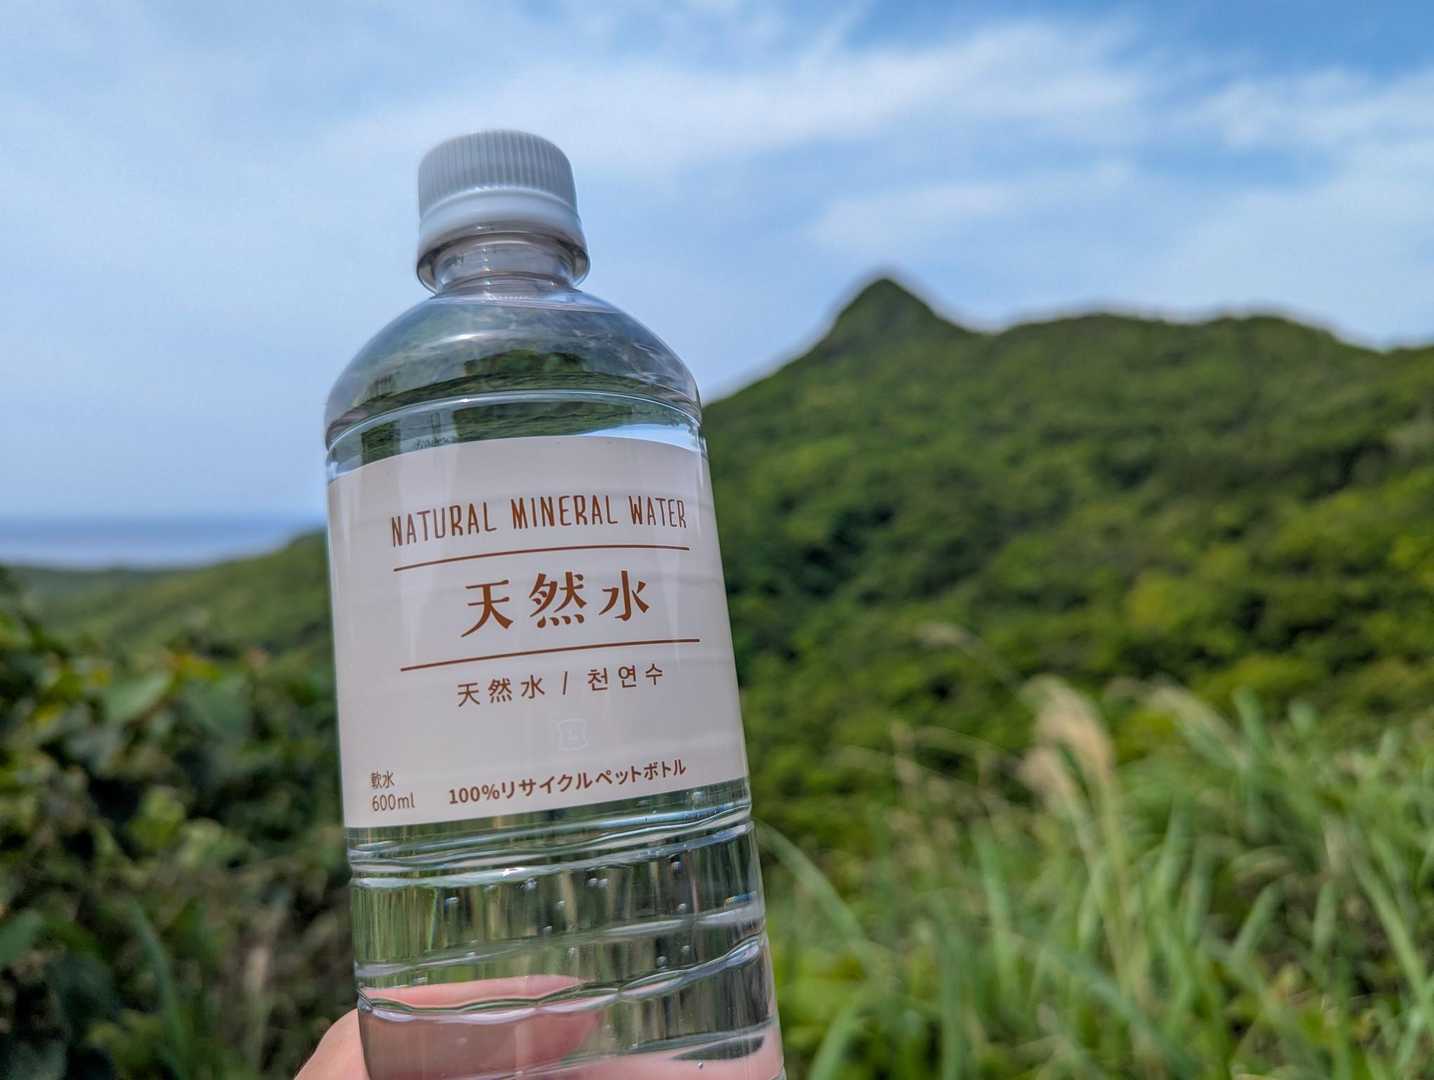 NATURAL MINERAL WATER
天然水
天然水 / 천연수
L
軟水
600ml
100%リサイクルペットボトル